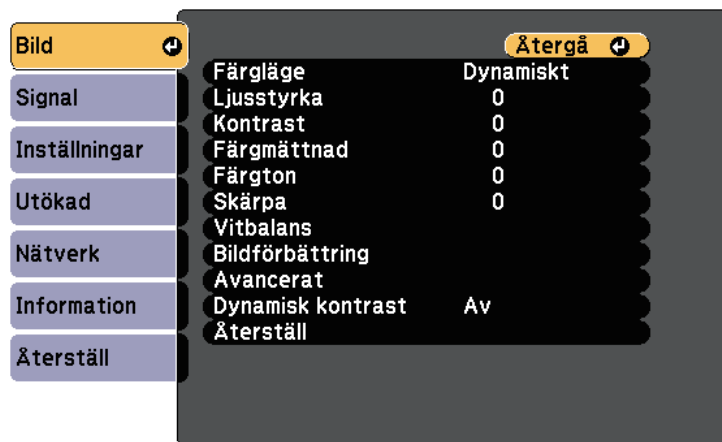 Bild
Signal
Inställningar
Utökad
Nätverk
Information
Återställ
Återgå
Färgläge Dynamiskt
Ljusstyrka 0
Kontrast 0
Färgmättnad 0
Färgton 0
Skärpa 0
Vitbalans
Bildförbättring
Avancerat
Dynamisk kontrast Av
Återställ